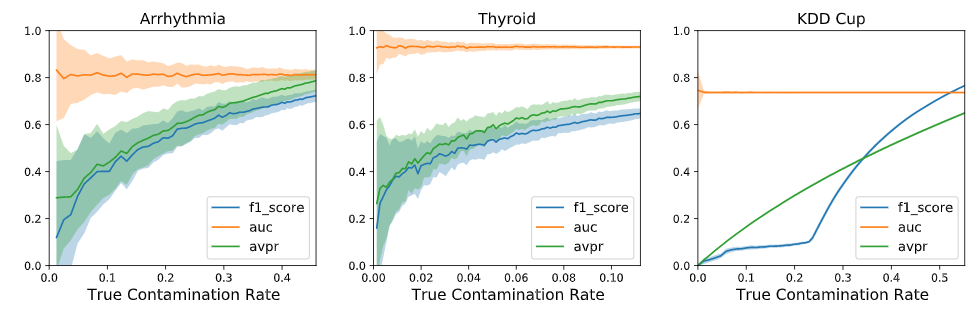 Arrhythmia
1.0
0.8
0.6
0.4
0.2
0.0
0.0 0.1 0.2 0.3 0.4
True Contamination Rate
f1_score
auc
avpr
Thyroid
1.0
0.8
0.6
0.4
0.2
0.0
0.00 0.02 0.04 0.06 0.08 0.10
True Contamination Rate
f1_score
auc
avpr
KDD Cup
1.0
0.8
0.6
0.4
0.2
0.0
0.0 0.1 0.2 0.3 0.4 0.5
True Contamination Rate
f1_score
auc
avpr